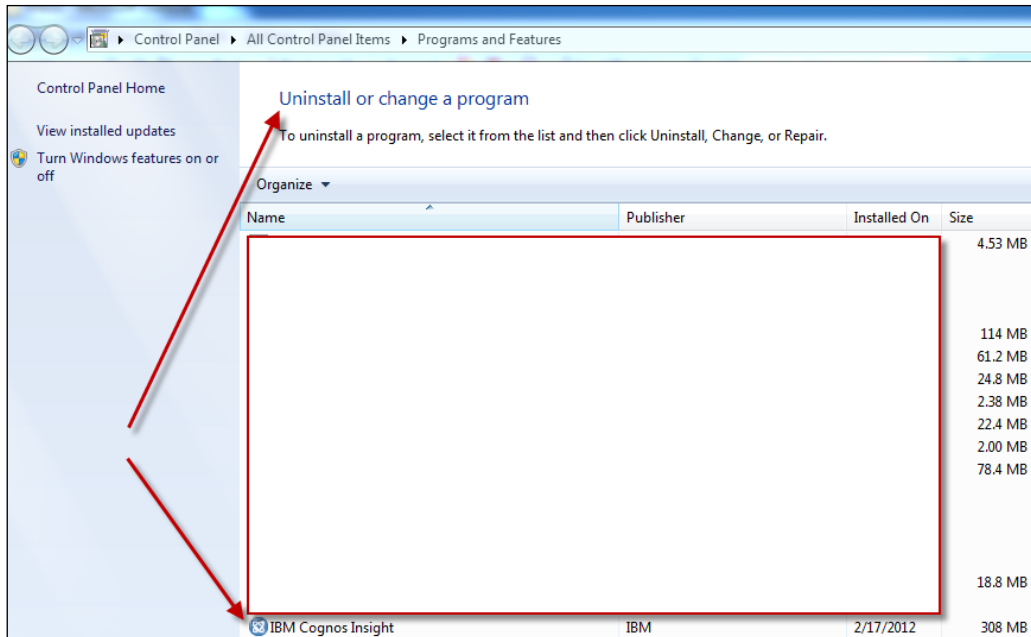 Control Panel ▸ All Control Panel Items ▸ Programs and Features
Control Panel Home
View installed updates
Turn Windows features on or
off
Uninstall or change a program
To uninstall a program, select it from the list and then click Uninstall, Change, or Repair.
Organize
Name Publisher Installed On Size
4.53 MB
114 MB
61.2 MB
24.8 MB
2.38 MB
22.4 MB
2.00 MB
78.4 MB
18.8 MB
IBM Cognos Insight IBM 2/17/2012 308 MB